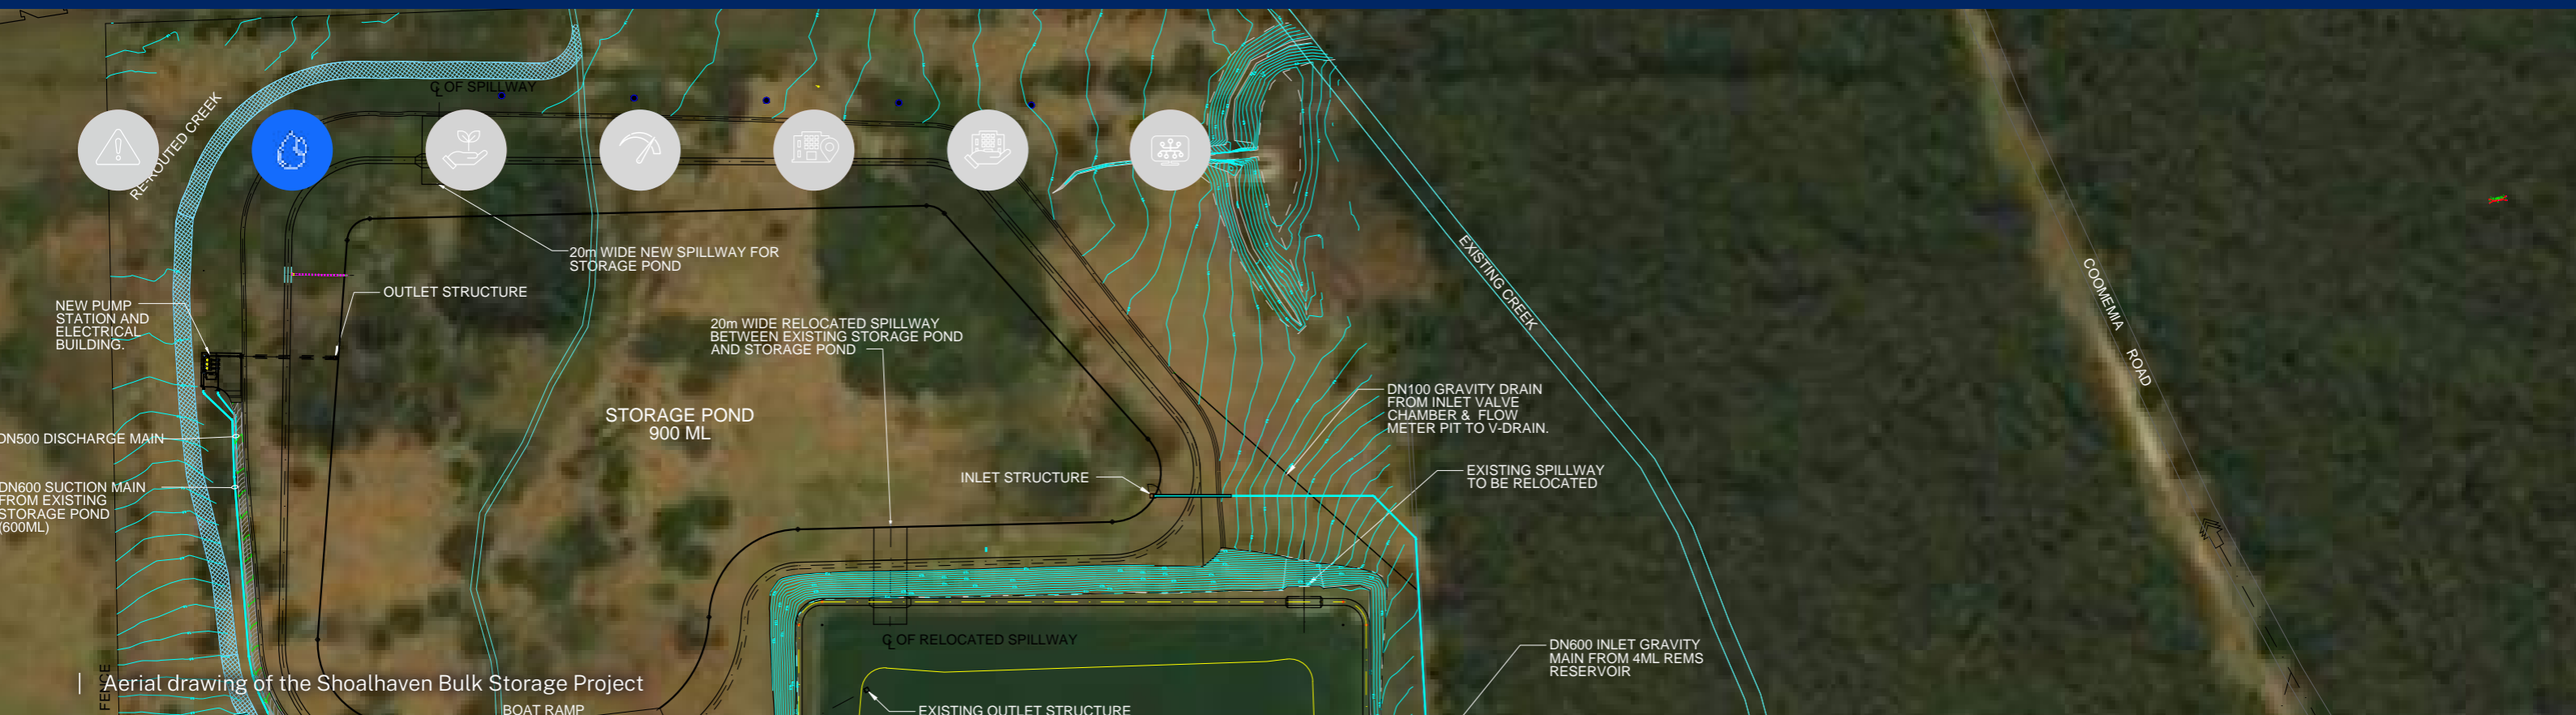 ℄ OF SPILLWAY
RE-ROUTED CREEK
20m WIDE NEW SPILLWAY FOR
STORAGE POND
EXISTING CREEK
COOMEMIA ROAD
OUTLET STRUCTURE
NEW PUMP
STATION AND
ELECTRICAL
BUILDING.
20m WIDE RELOCATED SPILLWAY
BETWEEN EXISTING STORAGE POND
AND STORAGE POND
STORAGE POND
900 ML
DN100 GRAVITY DRAIN
FROM INLET VALVE
CHAMBER & FLOW
METER PIT TO V-DRAIN.
DN500 DISCHARGE MAIN
INLET STRUCTURE
EXISTING SPILLWAY
TO BE RELOCATED
DN600 SUCTION MAIN
FROM EXISTING
STORAGE POND
(600ML)
℄ OF RELOCATED SPILLWAY
DN600 INLET GRAVITY
MAIN FROM 4ML REMS
RESERVOIR
FENCE
Aerial drawing of the Shoalhaven Bulk Storage Project
BOAT RAMP
EXISTING OUTLET STRUCTURE